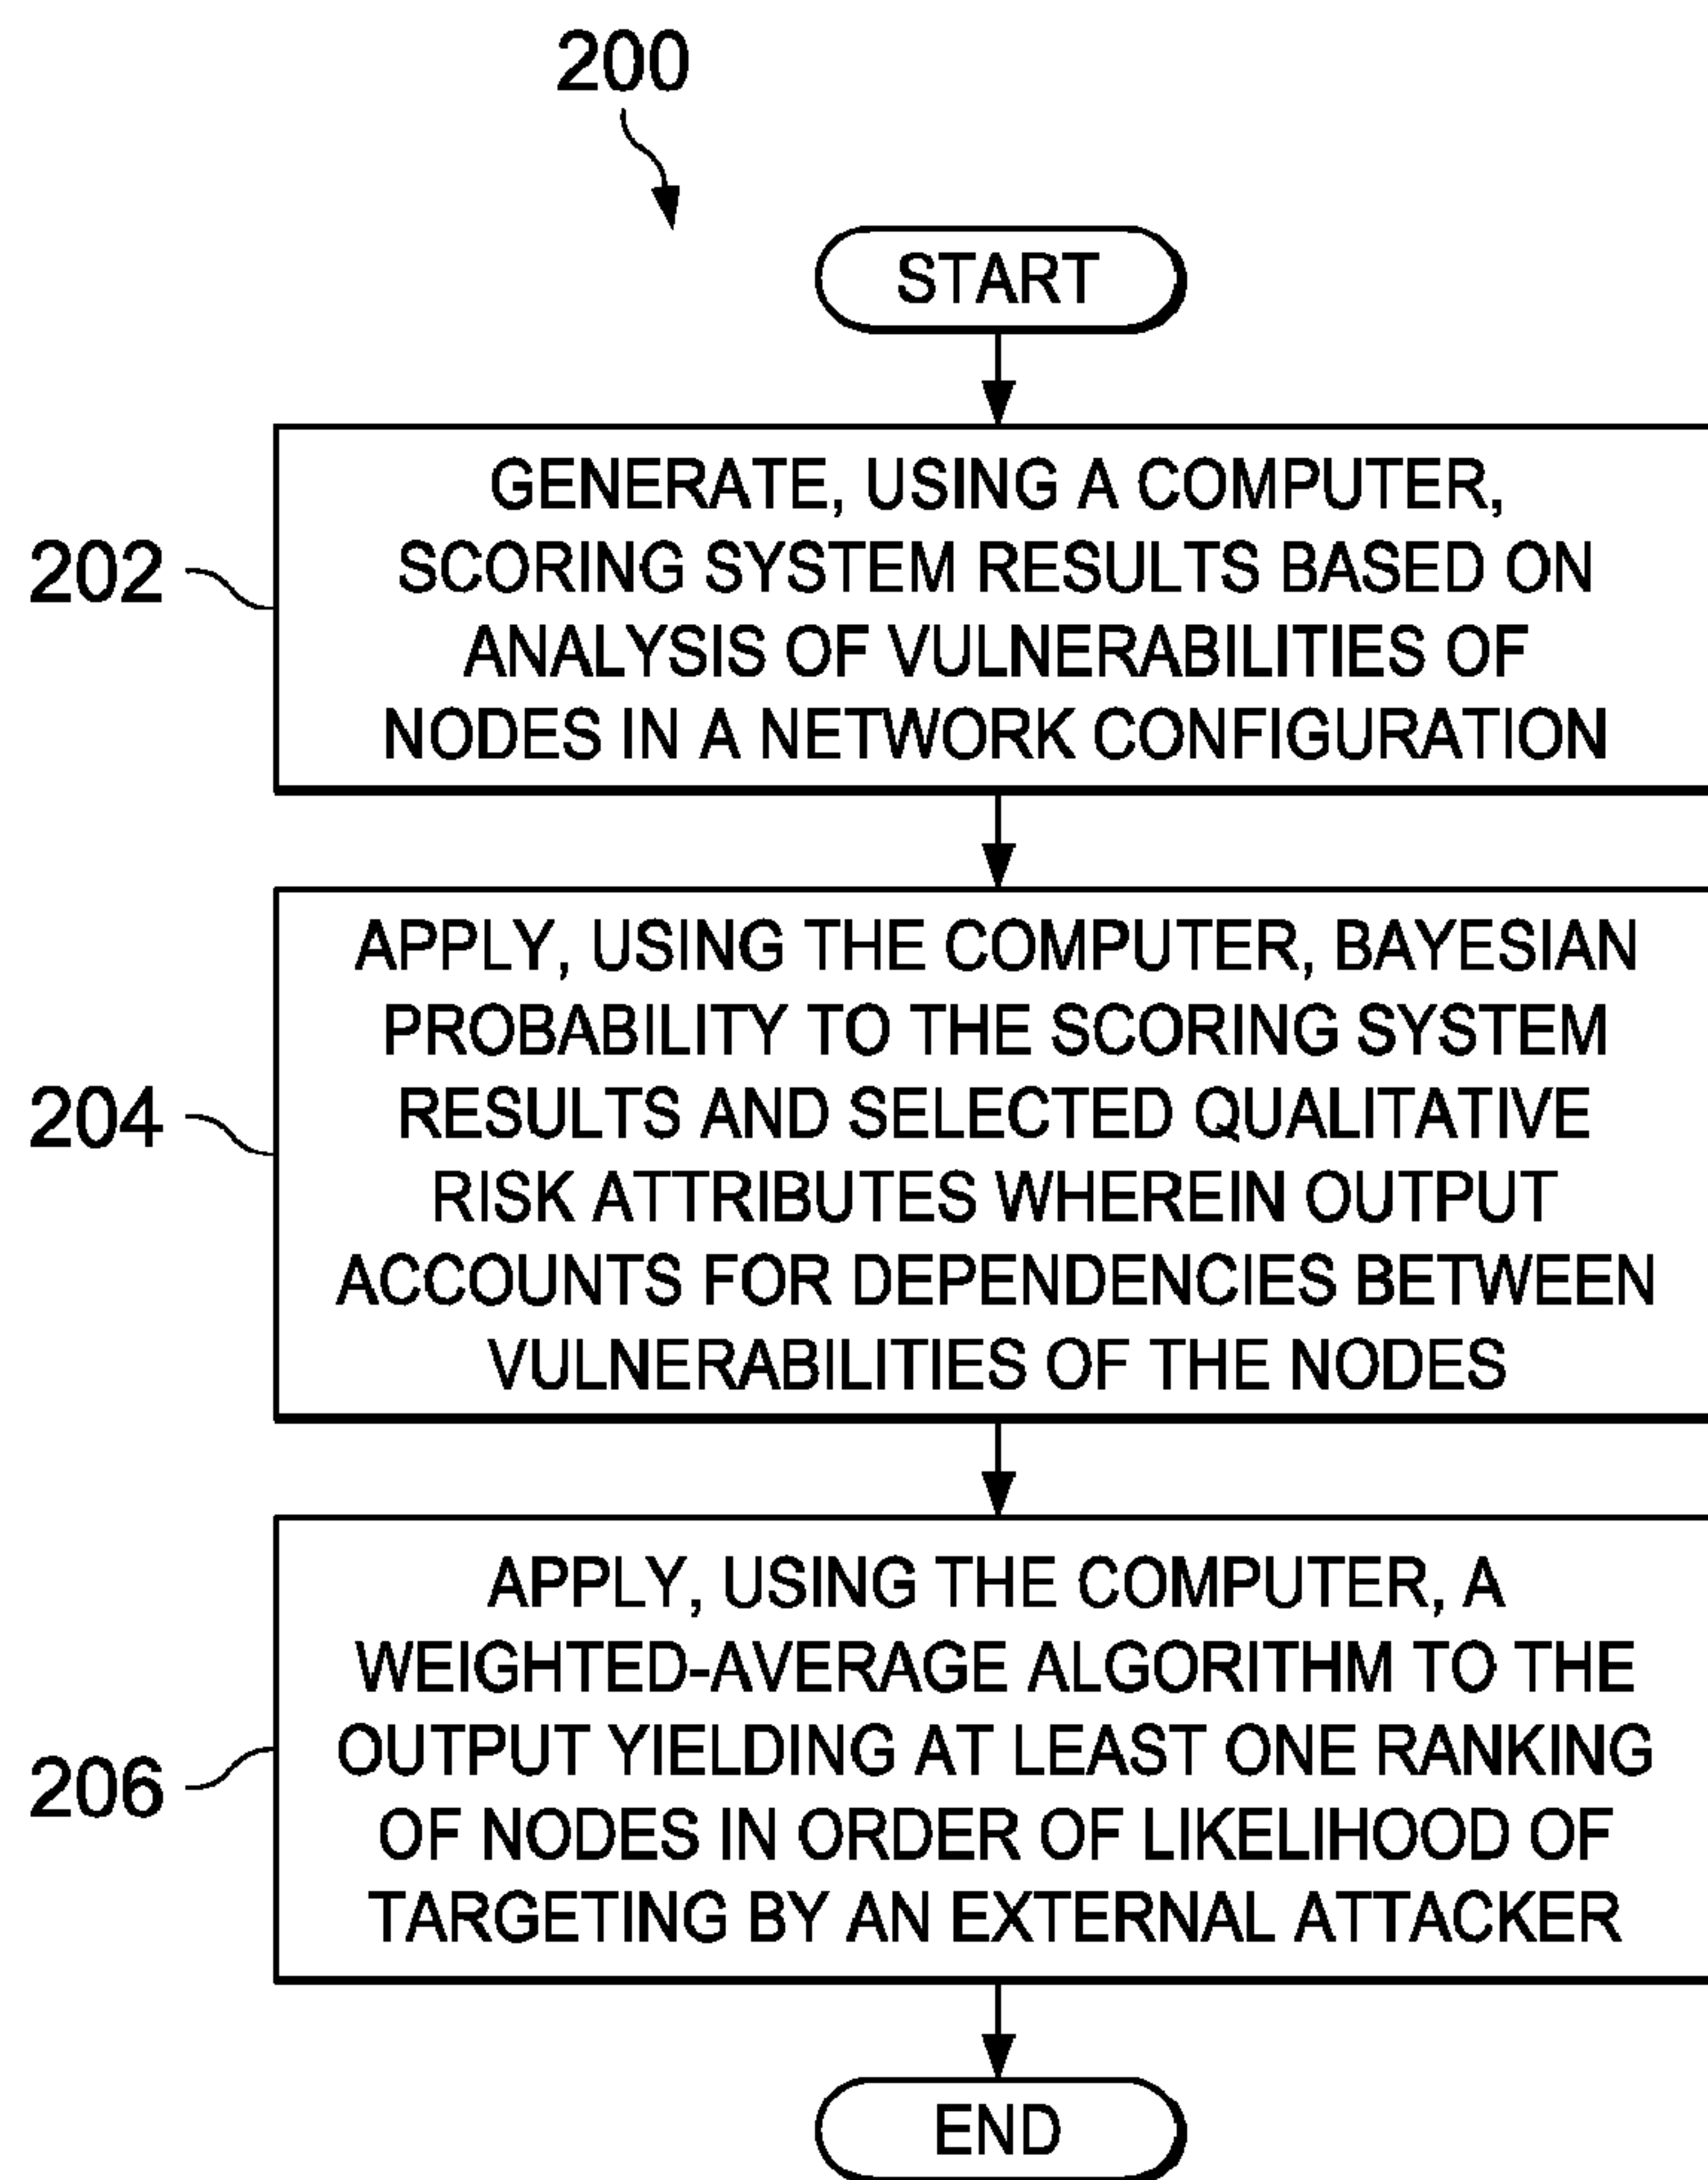 200
START
GENERATE, USING A COMPUTER,
SCORING SYSTEM RESULTS BASED ON
ANALYSIS OF VULNERABILITIES OF
NODES IN A NETWORK CONFIGURATION
202
APPLY, USING THE COMPUTER, BAYESIAN
PROBABILITY TO THE SCORING SYSTEM
RESULTS AND SELECTED QUALITATIVE
RISK ATTRIBUTES WHEREIN OUTPUT
ACCOUNTS FOR DEPENDENCIES BETWEEN
VULNERABILITIES OF THE NODES
204
APPLY, USING THE COMPUTER, A
WEIGHTED-AVERAGE ALGORITHM TO THE
OUTPUT YIELDING AT LEAST ONE RANKING
OF NODES IN ORDER OF LIKELIHOOD OF
TARGETING BY AN EXTERNAL ATTACKER
206
END